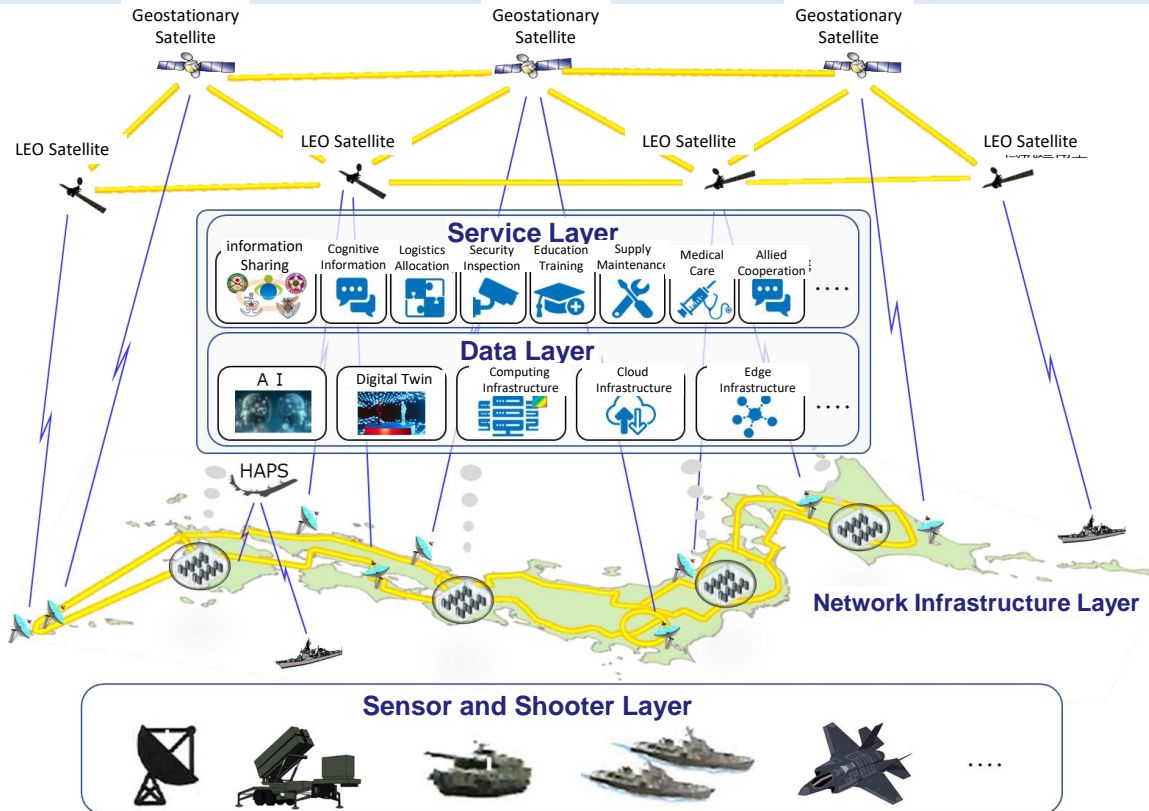 Geostationary
Satellite
Geostationary
Satellite
Geostationary
Satellite
LEO Satellite
LEO Satellite
LEO Satellite
LEO Satellite
Service Layer
information
Sharing
Cognitive
Information
Logistics
Allocation
Security
Inspection
Education
Training
Supply
Maintenance
Medical
Care
Allied
Cooperation
....
Data Layer
A I
Digital Twin
Computing
Infrastructure
Cloud
Infrastructure
Edge
Infrastructure
....
HAPS
Network Infrastructure Layer
Sensor and Shooter Layer
....